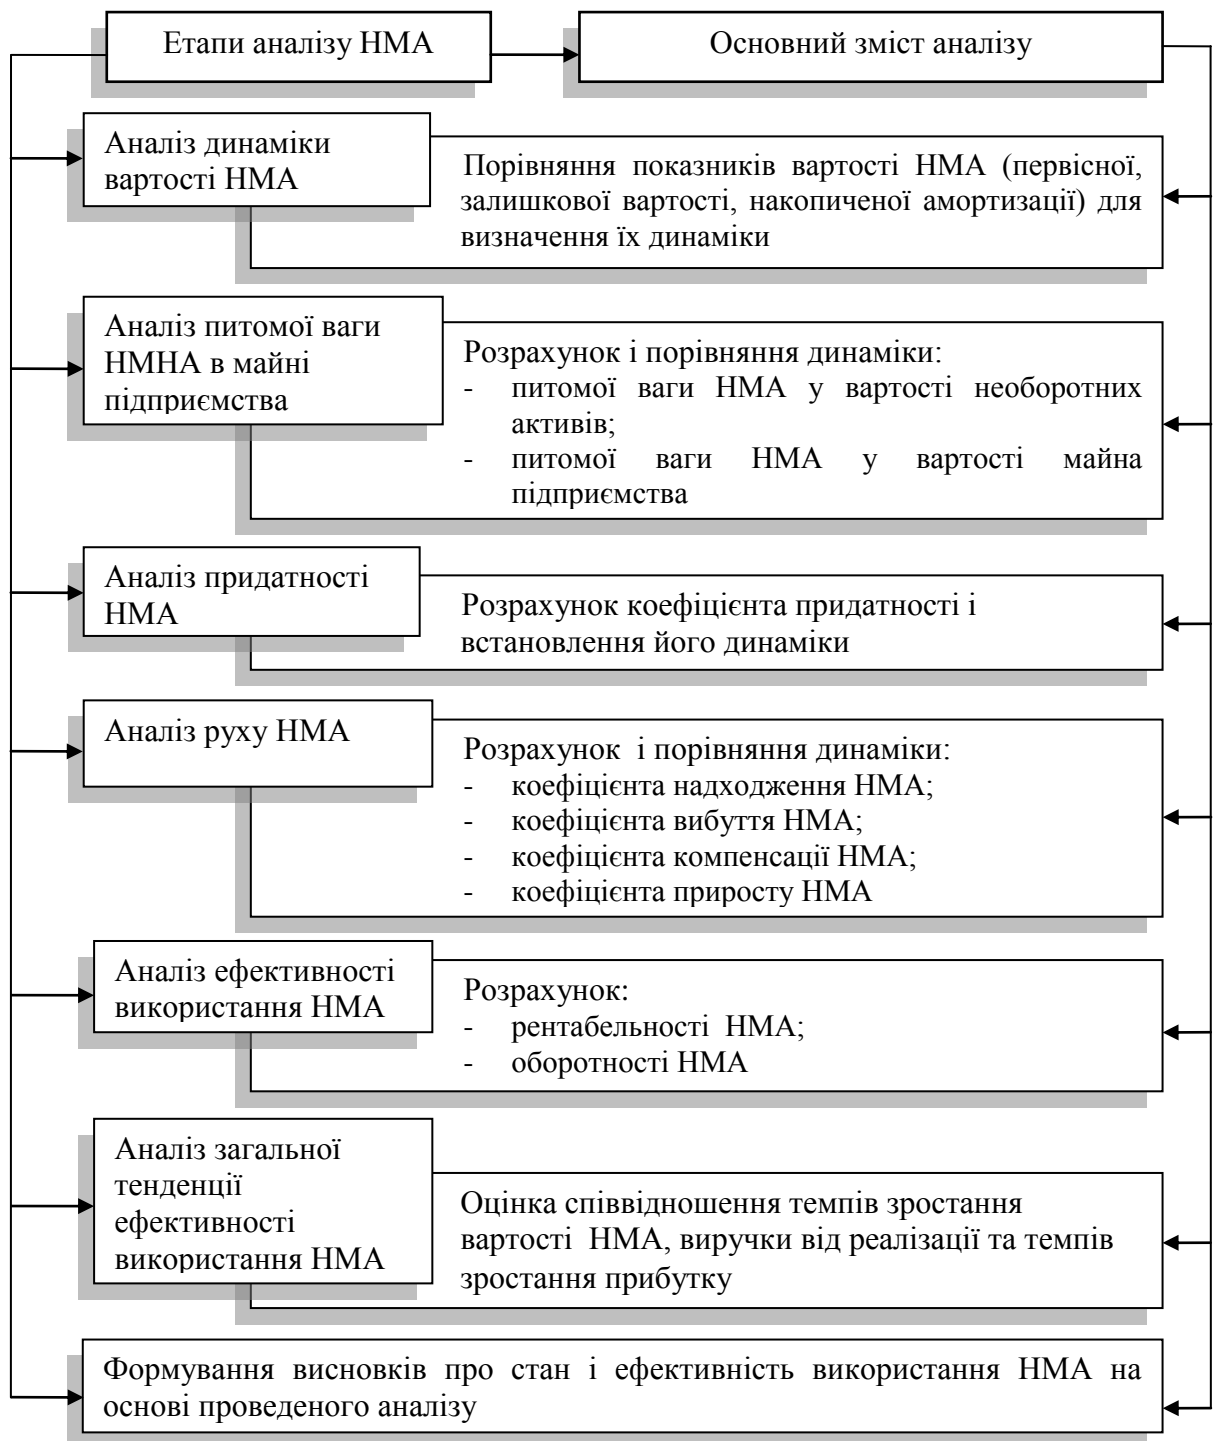 Етапи аналізу НМА
Основний зміст аналізу
Аналіз динаміки
вартості НМА
Порівняння показників вартості НМА (первісної,
залишкової вартості, накопиченої амортизації) для
визначення їх динаміки
Аналіз питомої ваги
НМНА в майні
підприємства
Розрахунок і порівняння динаміки:
- питомої ваги НМА у вартості необоротних
активів;
- питомої ваги НМА у вартості майна
підприємства
Аналіз придатності
НМА
Розрахунок коефіцієнта придатності і
встановлення його динаміки
Аналіз руху НМА
Розрахунок і порівняння динаміки:
- коефіцієнта надходження НМА;
- коефіцієнта вибуття НМА;
- коефіцієнта компенсації НМА;
- коефіцієнта приросту НМА
Аналіз ефективності
використання НМА
Розрахунок:
- рентабельності НМА;
- оборотності НМА
Аналіз загальної
тенденції
ефективності
використання НМА
Оцінка співвідношення темпів зростання
вартості НМА, виручки від реалізації та темпів
зростання прибутку
Формування висновків про стан і ефективність використання НМА на
основі проведеного аналізу